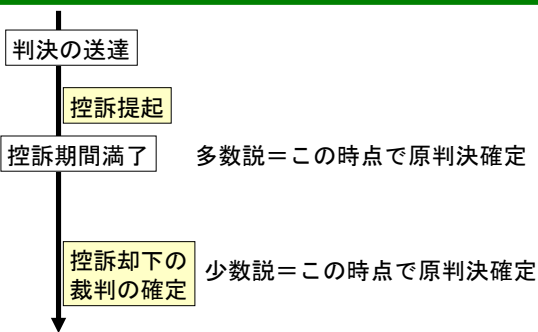 判決の送達
控訴提起
控訴期間満了
多数説＝この時点で原判決確定
控訴却下の
裁判の確定
少数説＝この時点で原判決確定